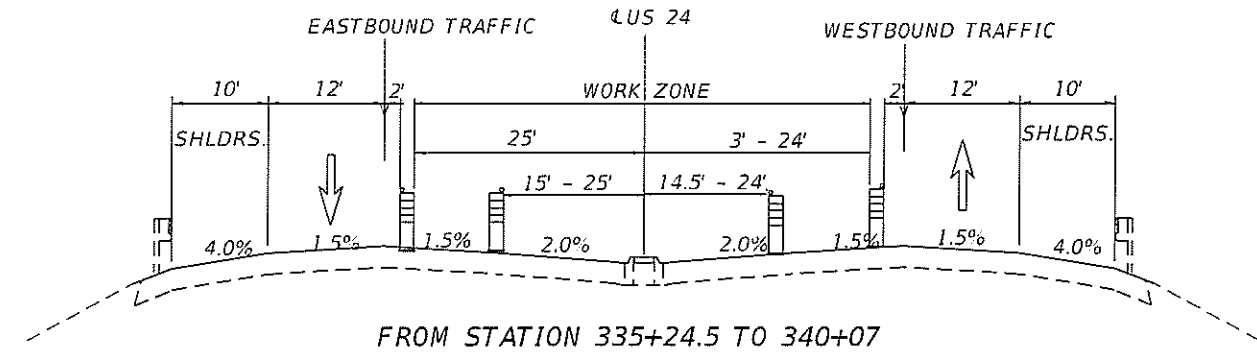 ℄ US 24
EASTBOUND TRAFFIC
WESTBOUND TRAFFIC
10' 12' 2' WORK ZONE 2' 12' 10'
SHLDRS. SHLDRS.
25' 3' - 24'
15' - 25' 14.5' - 24'
4.0% 1.5% 1.5% 2.0% 2.0% 1.5% 1.5% 4.0%
FROM STATION 335+24.5 TO 340+07